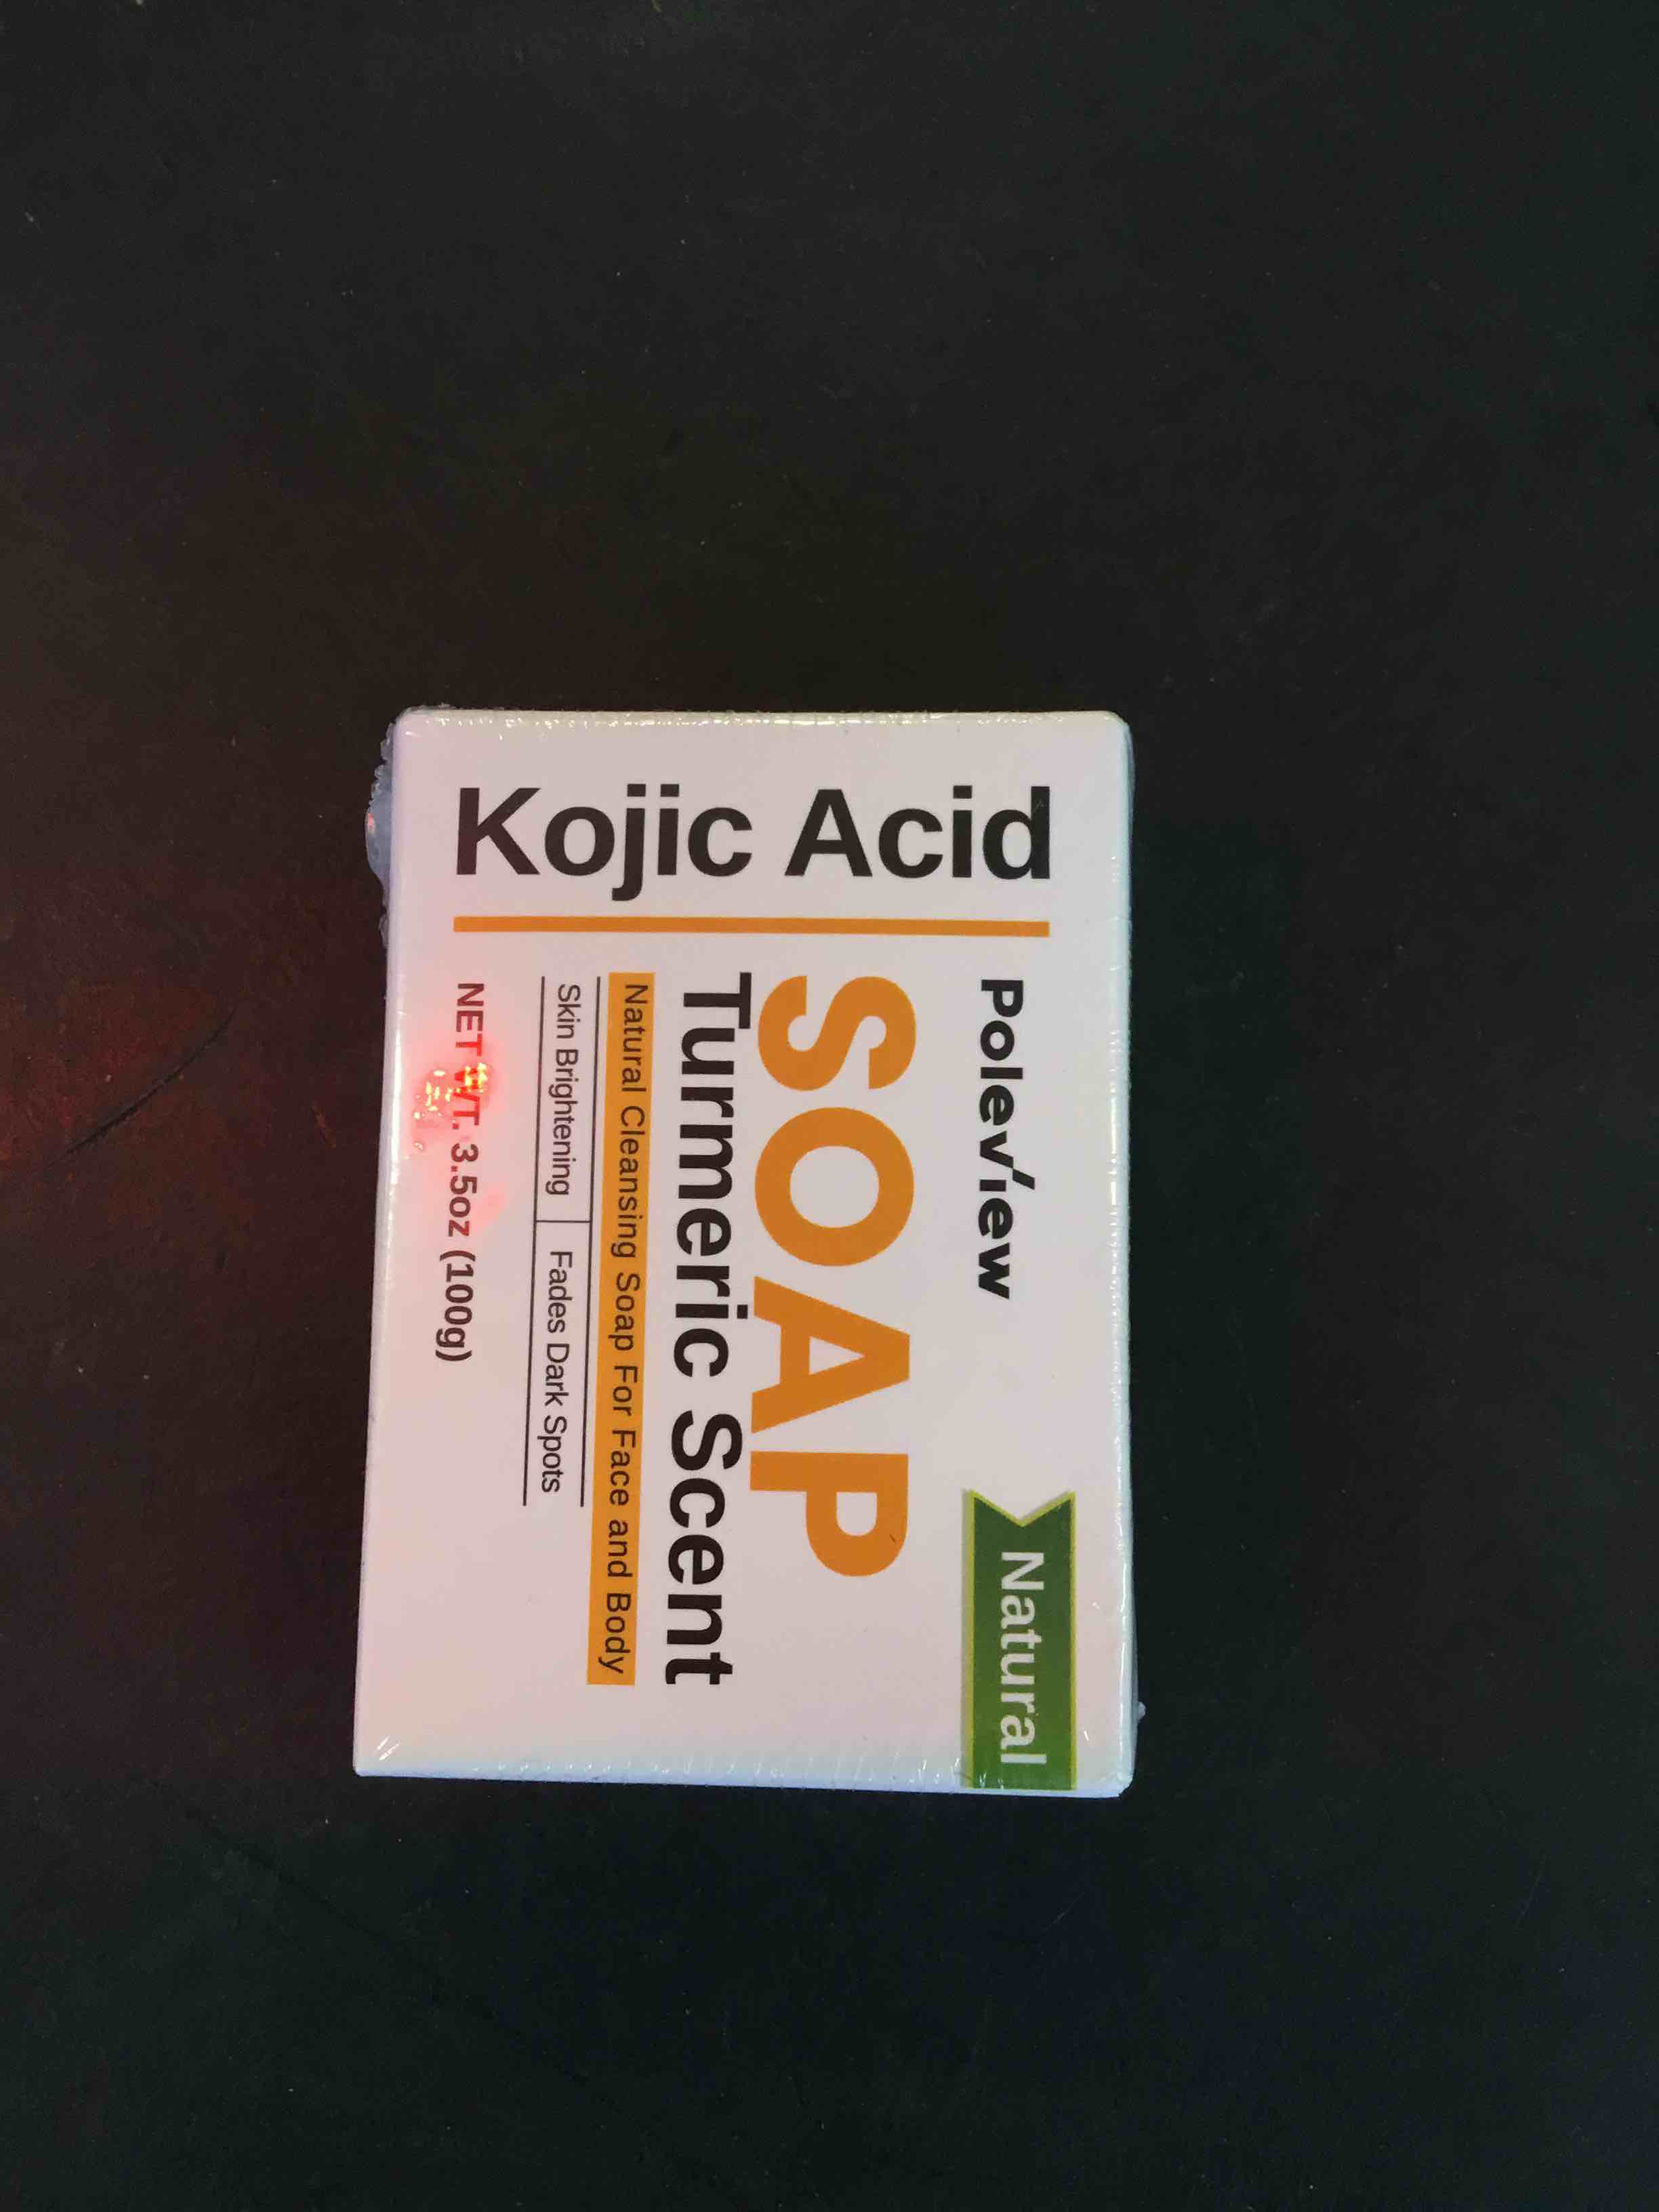 Kojic Acid
Polevíew
Natural
SOAP
Turmeric Scent
Natural Cleansing Soap For Face and Body
Skin Brightening Fades Dark Spots
NET WT. 3.5oz (100g)